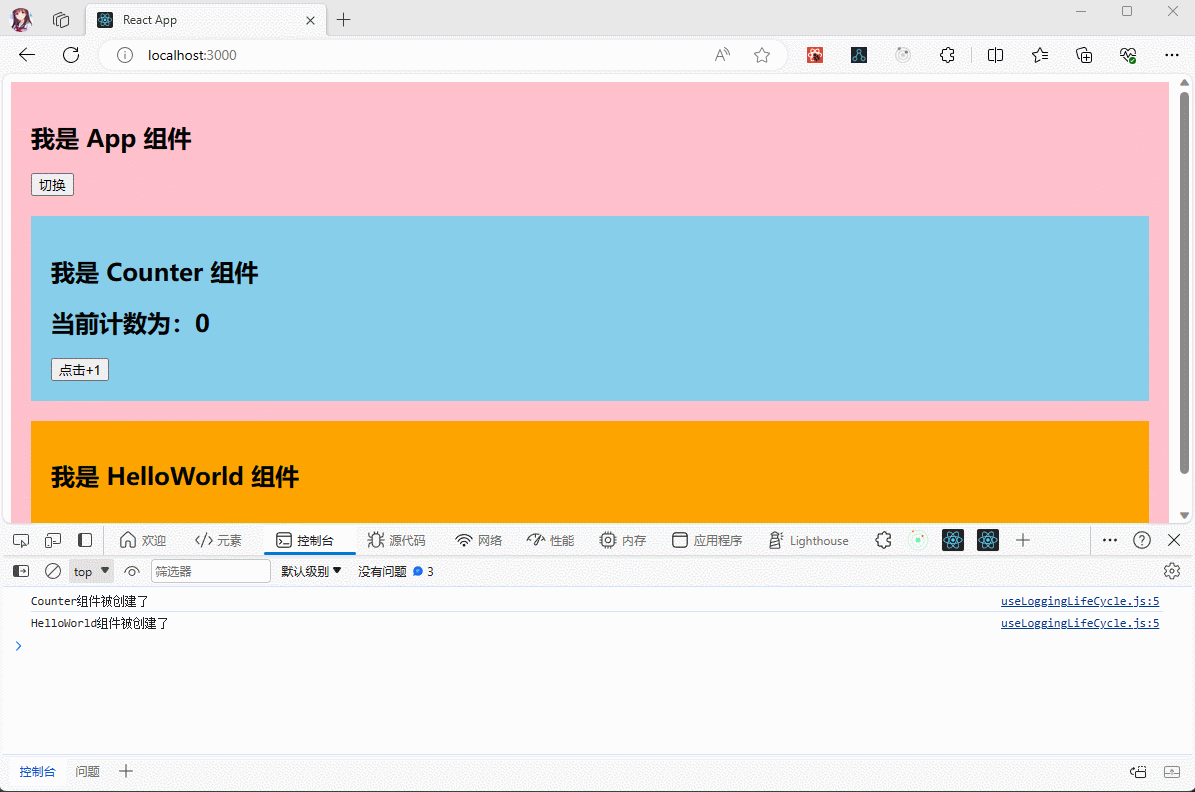 React App
localhost:3000
我是 App 组件
切换
我是 Counter 组件
当前计数为：0
点击+1
我是 HelloWorld 组件
欢迎 元素 控制台 源代码 网络 性能 内存 应用程序 Lighthouse
top 筛选器 默认级别 没有问题 3
Counter组件被创建了 useLoggingLifeCycle.js:5
HelloWorld组件被创建了 useLoggingLifeCycle.js:5
控制台 问题